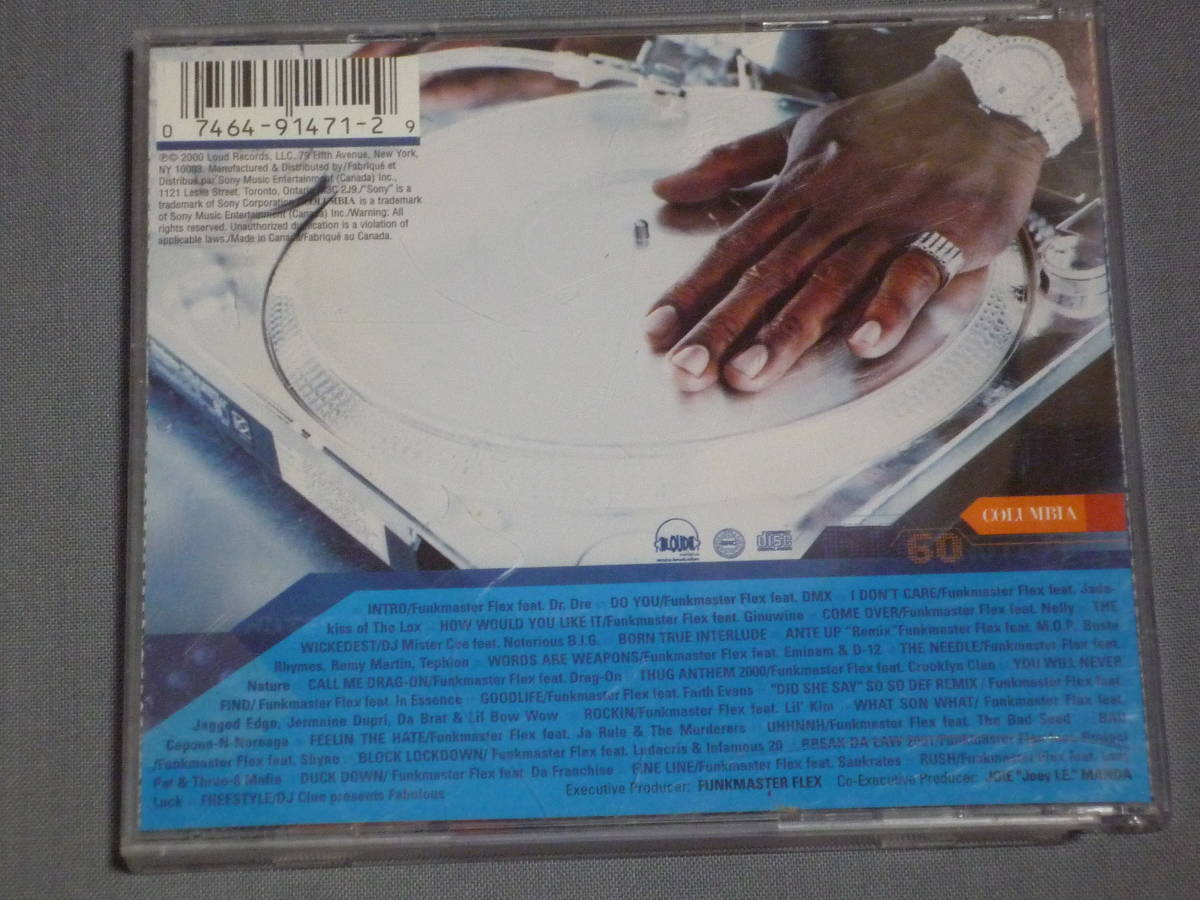 0 7464-91471-2 9
℗© 2000 Loud Records, LLC. 79 Fifth Avenue, New York,
NY 10003. Manufactured & Distributed by/Fabriqué et
Distribué par Sony Music Entertainment (Canada) Inc.,
1121 Leslie Street, Toronto, Ontario M3C 2J9./"Sony" is a
trademark of Sony Corporation. COLUMBIA is a trademark
of Sony Music Entertainment (Canada) Inc./Warning: All
rights reserved. Unauthorized duplication is a violation of
applicable laws./Made in Canada/Fabriqué au Canada.
COLUMBIA
LOUD
disc
60
INTRO/Funkmaster Flex feat. Dr. Dre DO YOU/Funkmaster Flex feat. DMX I DON'T CARE/Funkmaster Flex feat. Jada-
kiss of The Lox HOW WOULD YOU LIKE IT/Funkmaster Flex feat. Ginuwine COME OVER/Funkmaster Flex feat. Nelly THE
WICKEDEST/DJ Mister Cee feat. Notorious B.I.G. BORN TRUE INTERLUDE ANTE UP "Remix"Funkmaster Flex feat. M.O.P. Busta
Rhymes, Remy Martin, Tephlon WORDS ARE WEAPONS/Funkmaster Flex feat. Eminem & D-12 THE NEEDLE/Funkmaster Flex feat.
Nature CALL ME DRAG-ON/Funkmaster Flex feat. Drag-On THUG ANTHEM 2000/Funkmaster Flex feat. Crooklyn Clan YOU WILL NEVER
FIND/ Funkmaster Flex feat. In Essence GOODLIFE/Funkmaster Flex feat. Faith Evans "DID SHE SAY" SO SO DEF REMIX / Funkmaster Flex feat.
Jagged Edge, Jermaine Dupri, Da Brat & Lil Bow Wow ROCKIN/Funkmaster Flex feat. Lil' Kim WHAT SON WHAT/ Funkmaster Flex feat.
Capone-N-Noreaga FEELIN THE HATE/Funkmaster Flex feat. Ja Rule & The Murderers UHHNNH/Funkmaster Flex feat. The Bad Seed BAD
/Funkmaster Flex feat. Shyne BLOCK LOCKDOWN/ Funkmaster Flex feat. Ludacris & Infamous 20 BREAK DA LAW 2001/Funkmaster Flex feat. Project
Pat & Three-6 Mafia DUCK DOWN/ Funkmaster Flex feat. Da Franchise FINE LINE/Funkmaster Flex feat. Saukrates RUSH/Funkmaster Flex feat. Lady
Luck FREESTYLE/DJ Clue presents Fabolous
Executive Producer: FUNKMASTER FLEX Co-Executive Producer JOIE "Joey I.E." MANDA